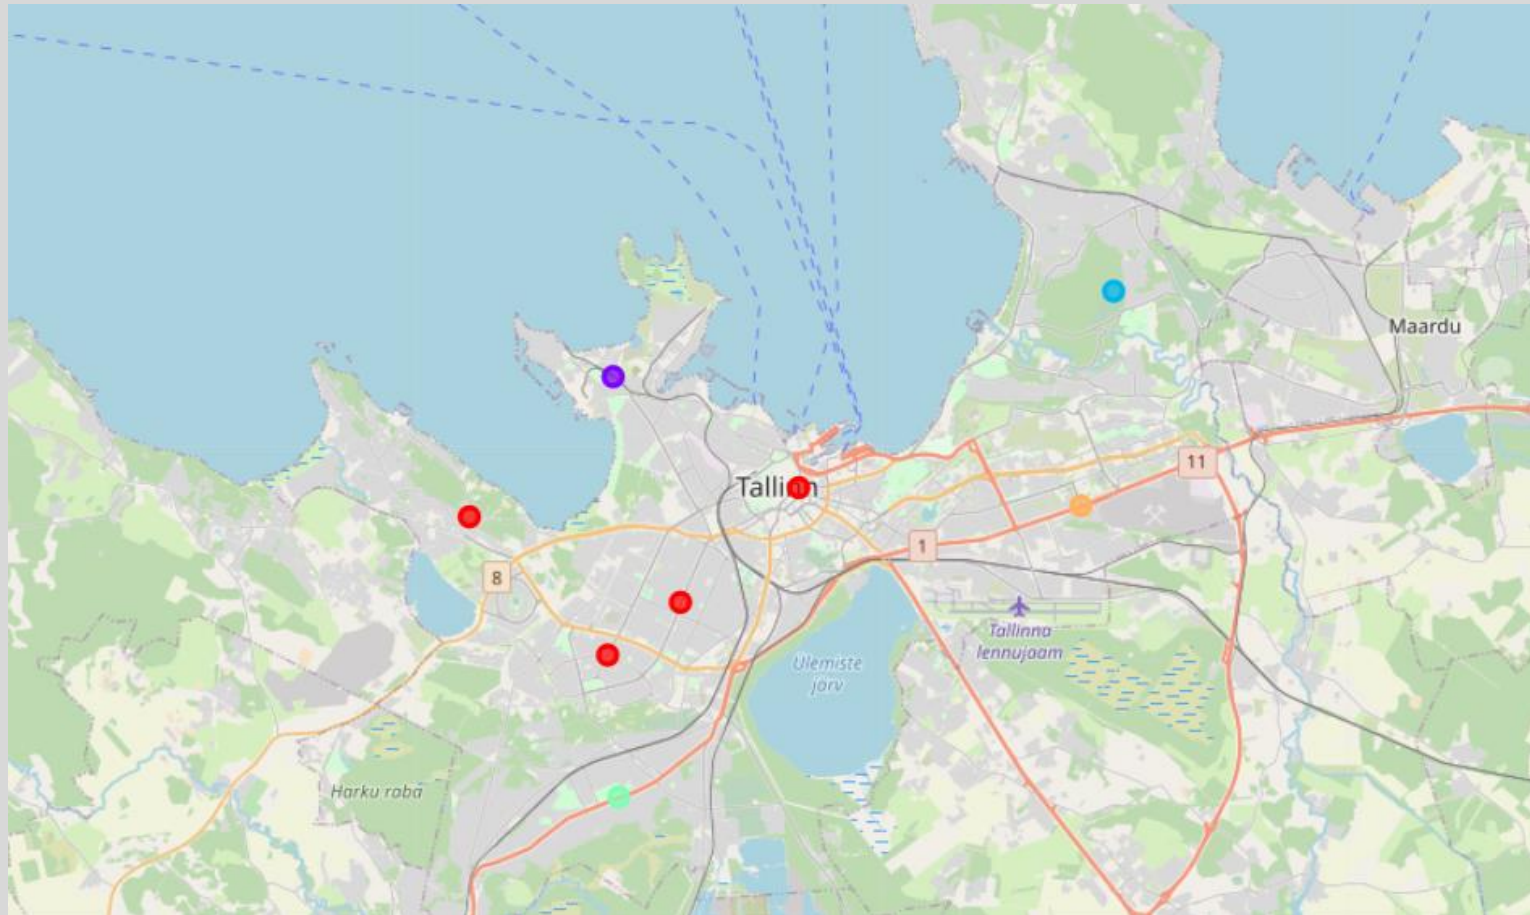 Maardu
11
Tallinn
1
8
Tallinna
lennujaam
Ülemiste
järv
Harku raba